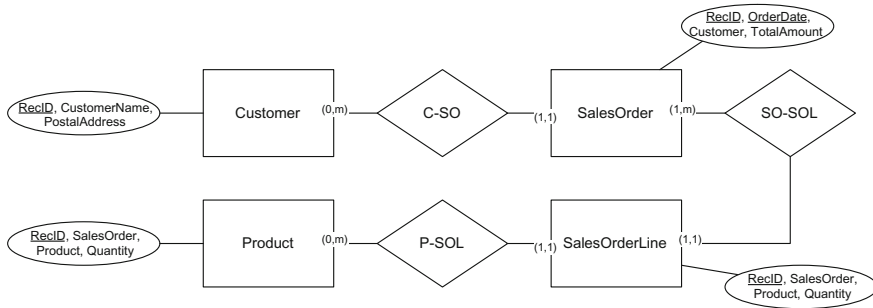 RecID, OrderDate,
Customer, TotalAmount
RecID, CustomerName,
PostalAddress
Customer
(0,m)
C-SO
(1,1)
SalesOrder
(1,m)
SO-SOL
RecID, SalesOrder,
Product, Quantity
Product
(0,m)
P-SOL
(1,1)
SalesOrderLine
(1,1)
RecID, SalesOrder,
Product, Quantity